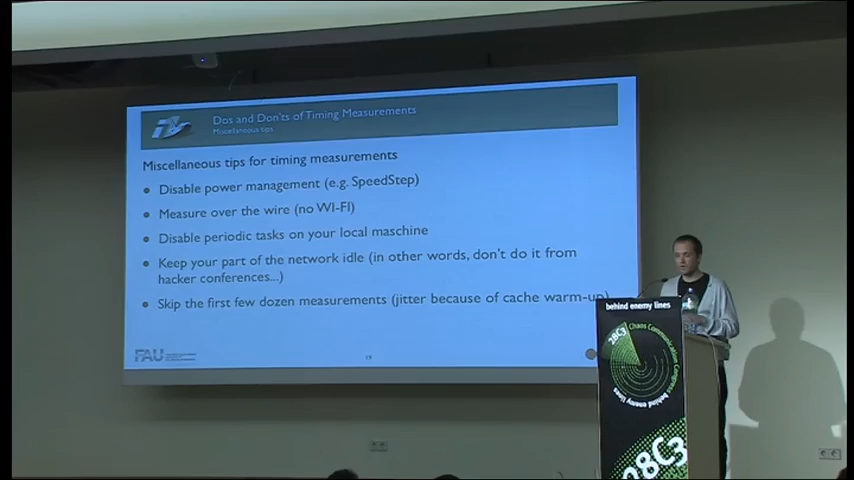 Dos and Don'ts of Timing Measurements
Miscellaneous tips
Miscellaneous tips for timing measurements
Disable power management (e.g. SpeedStep)
Measure over the wire (no WI-FI)
Disable periodic tasks on your local maschine
Keep your part of the network idle (in other words, don't do it from
hacker conferences...)
Skip the first few dozen measurements (jitter because of cache warm-up)
FAU
behind enemy lines
28C3
Chaos Communication Congress
behind enemy lines
28C3